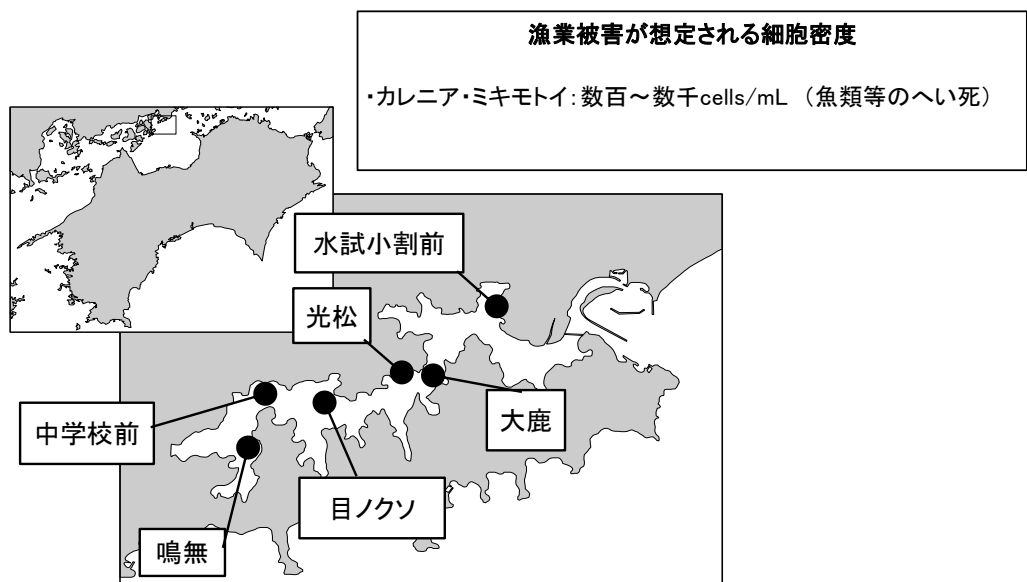 漁業被害が想定される細胞密度
・カレニア・ミキモトイ：数百～数千cells/mL （魚類等のへい死）
水試小割前
光松
大鹿
中学校前
目ノクソ
鳴無